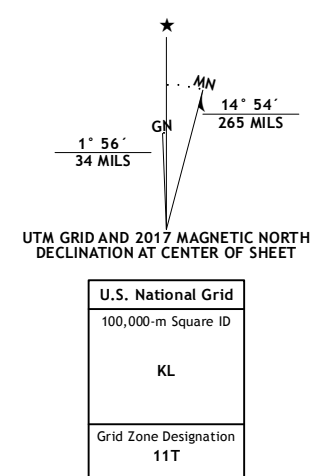 MN
GN
14° 54´
265 MILS
1° 56´
34 MILS
UTM GRID AND 2017 MAGNETIC NORTH
DECLINATION AT CENTER OF SHEET
U.S. National Grid
100,000-m Square ID
KL
Grid Zone Designation
11T